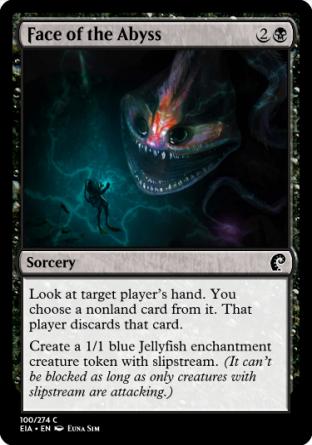 Face of the Abyss 2
Sorcery
Look at target player's hand. You
choose a nonland card from it. That
player discards that card.
Create a 1/1 blue Jellyfish enchantment
creature token with slipstream. (It can't
be blocked as long as only creatures with
slipstream are attacking.)
100/274 C
EIA • EN Euna Sim